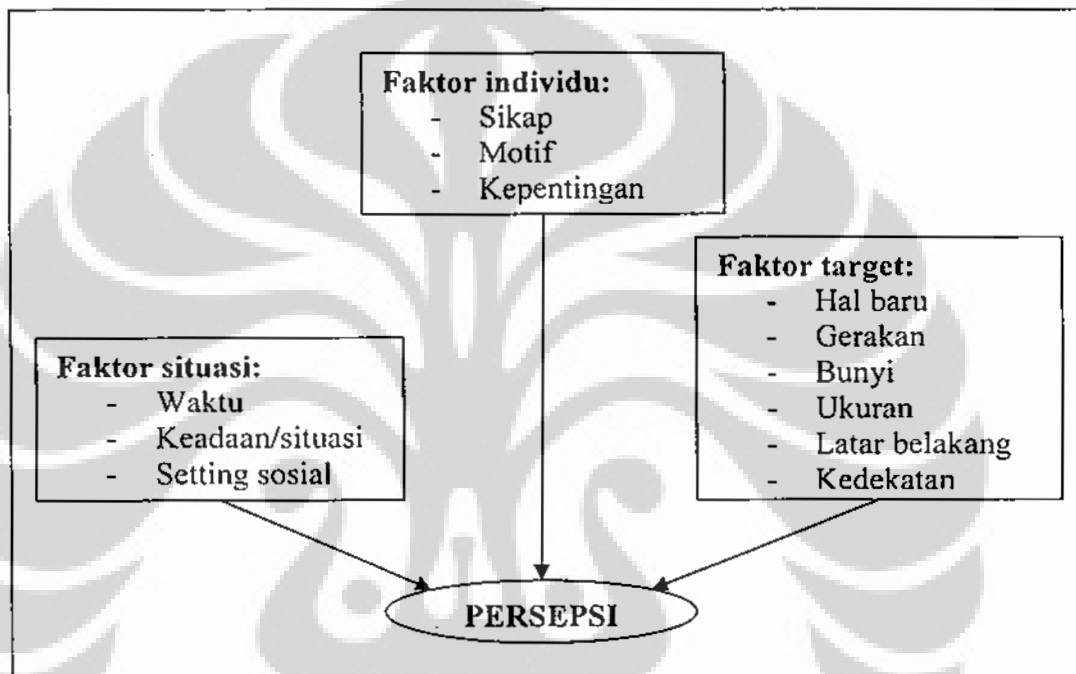 Faktor individu:
- Sikap
- Motif
- Kepentingan
Faktor target:
- Hal baru
- Gerakan
- Bunyi
- Ukuran
- Latar belakang
- Kedekatan
Faktor situasi:
- Waktu
- Keadaan/situasi
- Setting sosial
PERSEPSI